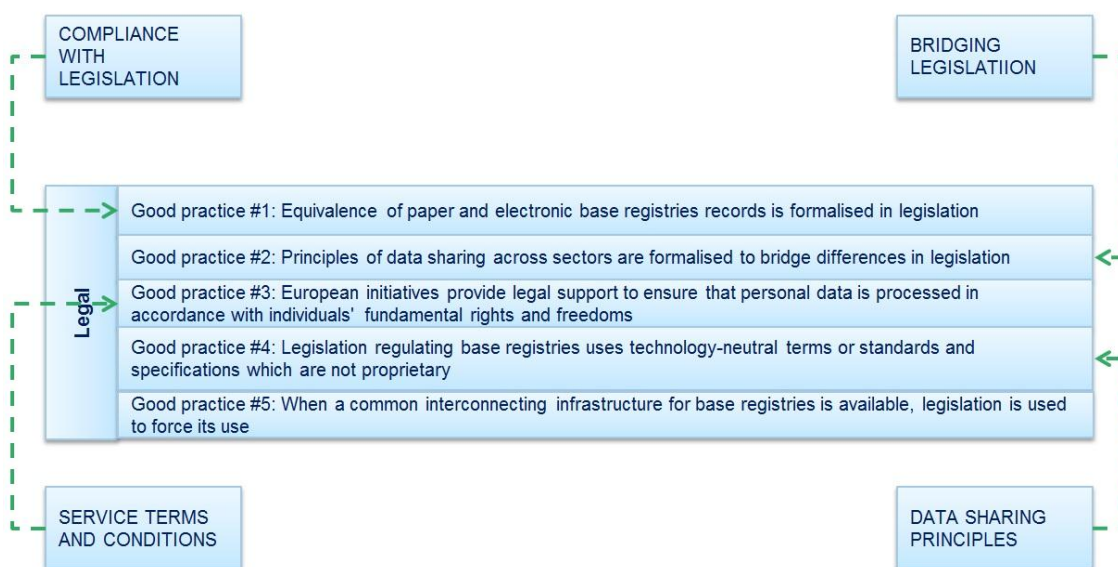 COMPLIANCE
WITH
LEGISLATION
BRIDGING
LEGISLATIION
Legal
Good practice #1: Equivalence of paper and electronic base registries records is formalised in legislation
Good practice #2: Principles of data sharing across sectors are formalised to bridge differences in legislation
Good practice #3: European initiatives provide legal support to ensure that personal data is processed in
accordance with individuals' fundamental rights and freedoms
Good practice #4: Legislation regulating base registries uses technology-neutral terms or standards and
specifications which are not proprietary
Good practice #5: When a common interconnecting infrastructure for base registries is available, legislation is used
to force its use
SERVICE TERMS
AND CONDITIONS
DATA SHARING
PRINCIPLES